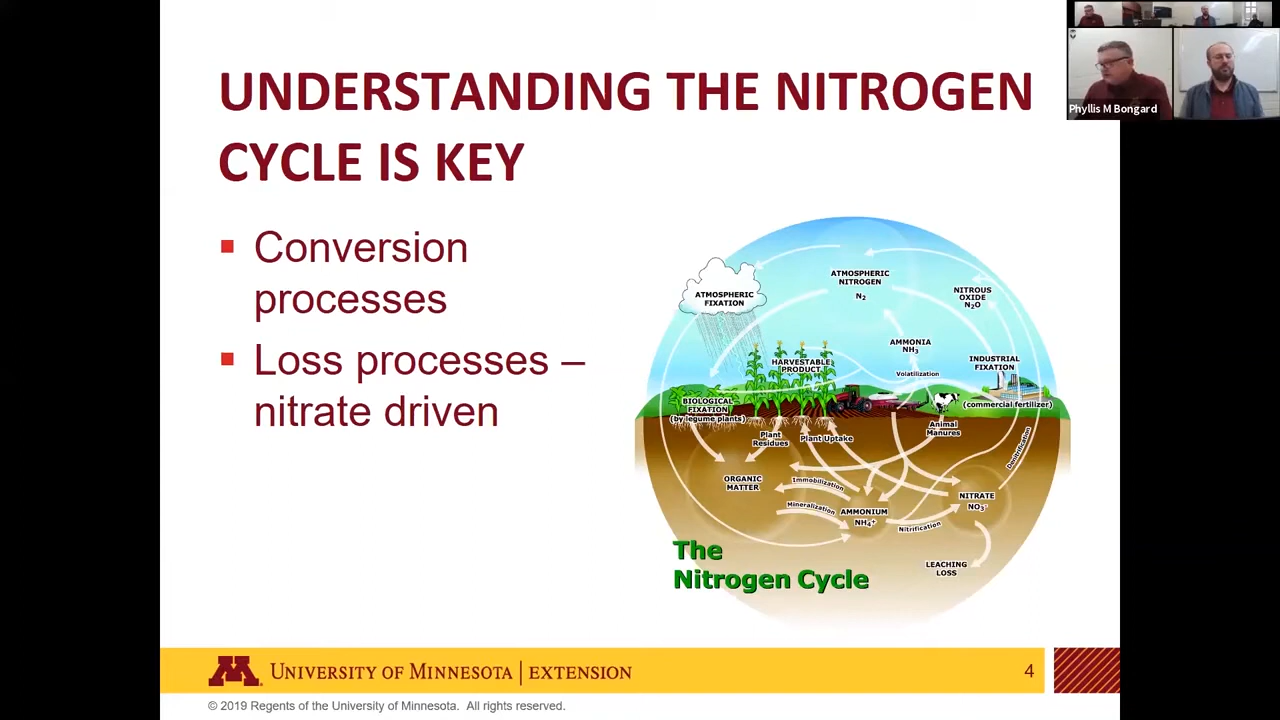 UNDERSTANDING THE NITROGEN
CYCLE IS KEY
Phyllis M Bongard
▪ Conversion
processes
▪ Loss processes –
nitrate driven
ATMOSPHERIC
FIXATION
ATMOSPHERIC
NITROGEN
N₂
NITROUS
OXIDE
N₂O
AMMONIA
NH₃
Volatilization
HARVESTABLE
PRODUCT
INDUSTRIAL
FIXATION
(commercial fertilizer)
BIOLOGICAL
FIXATION
(by legume plants)
Plant
Residues
Plant Uptake
Animal
Manures
Denitrification
ORGANIC
MATTER
Immobilization
Mineralization
AMMONIUM
NH₄⁺
Nitrification
NITRATE
NO₃⁻
LEACHING
LOSS
The
Nitrogen Cycle
M UNIVERSITY OF MINNESOTA | EXTENSION
4
© 2019 Regents of the University of Minnesota. All rights reserved.